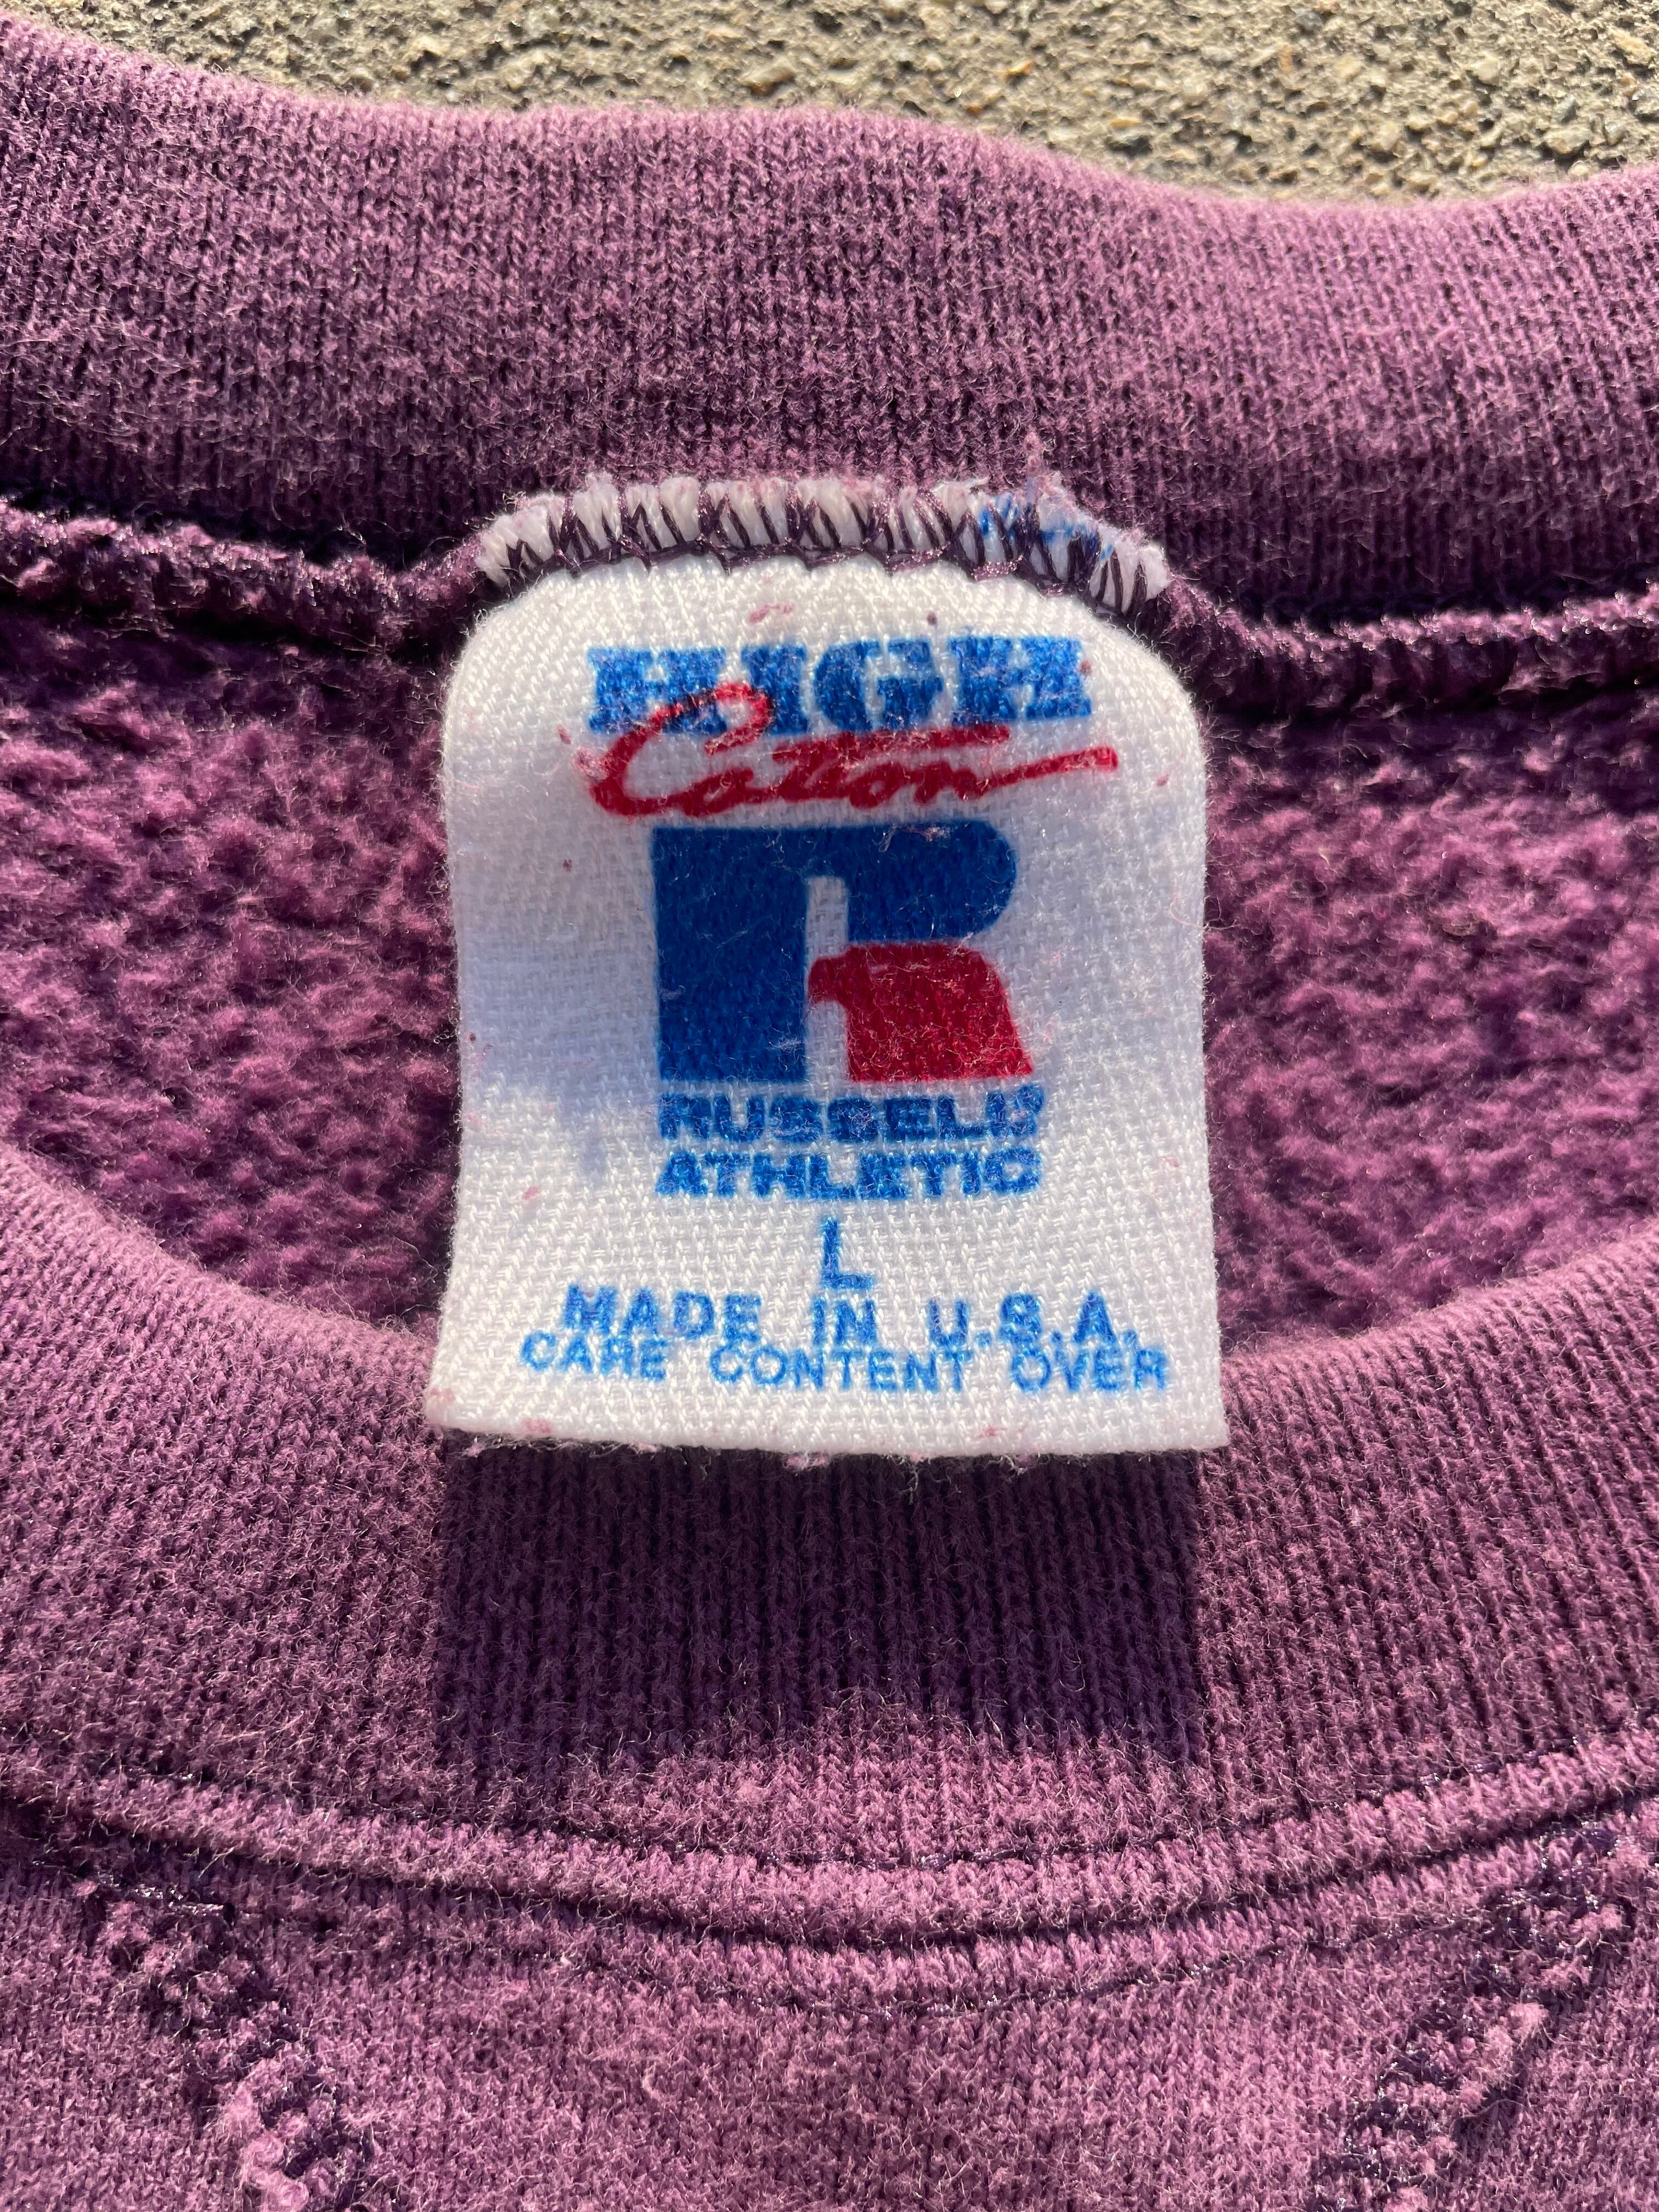 HIGH
Cotton
R
RUSSELL
ATHLETIC
L
MADE IN U.S.A.
CARE CONTENT OVER